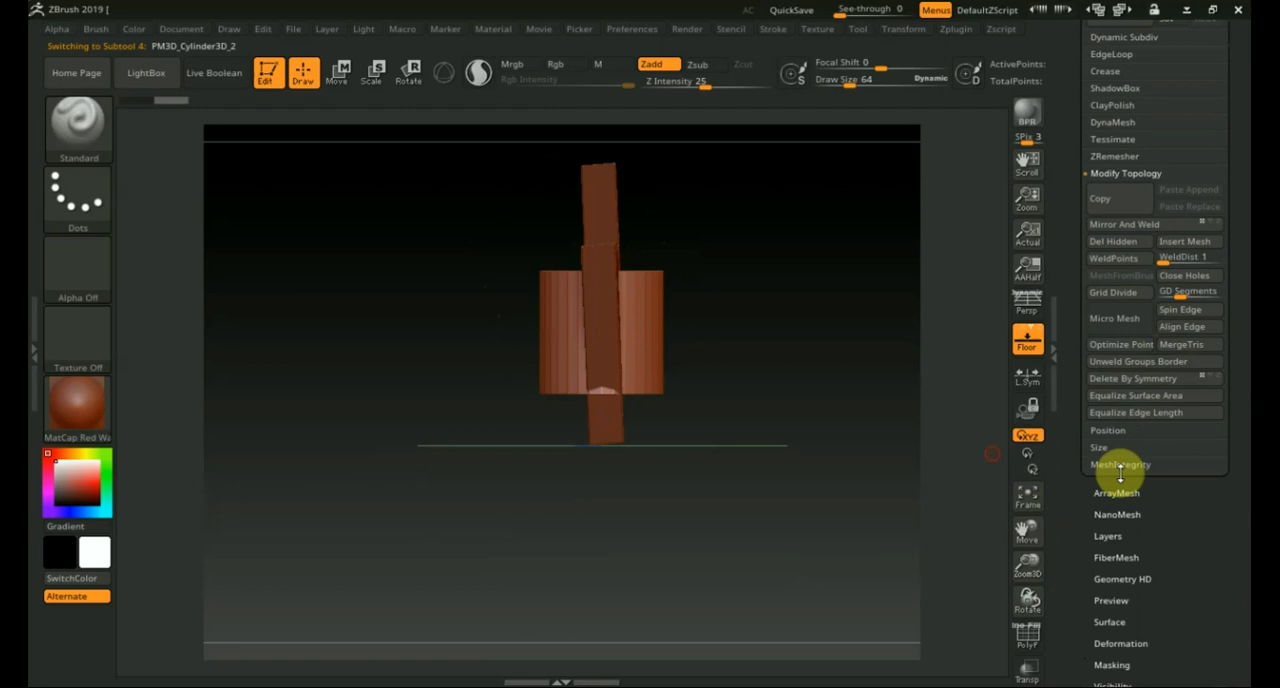 ZBrush 2019 [
AC QuickSave See-through 0 Menus DefaultZScript
Alpha Brush Color Document Draw Edit File Layer Light Macro Marker Material Movie Picker Preferences Render Stencil Stroke Texture Tool Transform Zplugin Zscript
Switching to Subtool 4: PM3D_Cylinder3D_2
Home Page LightBox Live Boolean Edit Draw Move Scale Rotate
Mrgb Rgb M Zadd Zsub Zcut
Rgb Intensity Z Intensity 25
Focal Shift 0
Draw Size 64 Dynamic
ActivePoints:
TotalPoints:
Standard
Dots
Alpha Off
Texture Off
MatCap Red Wa
Gradient
SwitchColor
Alternate
BPR
SPix 3
Scroll
Zoom
Actual
AAHalf
Dynamic
Persp
Floor
L.Sym
XYZ
Frame
Move
Zoom3D
Rotate
Line Fill
PolyF
Transp
Dynamic Subdiv
EdgeLoop
Crease
ShadowBox
ClayPolish
DynaMesh
Tessimate
ZRemesher
Modify Topology
Copy Paste Append
Paste Replace
Mirror And Weld
Del Hidden Insert Mesh
WeldPoints WeldDist 1
MeshFromBrus Close Holes
Grid Divide GD Segments
Micro Mesh Spin Edge
Align Edge
Optimize Point MergeTris
Unweld Groups Border
Delete By Symmetry
Equalize Surface Area
Equalize Edge Length
Position
Size
MeshIntegrity
ArrayMesh
NanoMesh
Layers
FiberMesh
Geometry HD
Preview
Surface
Deformation
Masking
Visibility